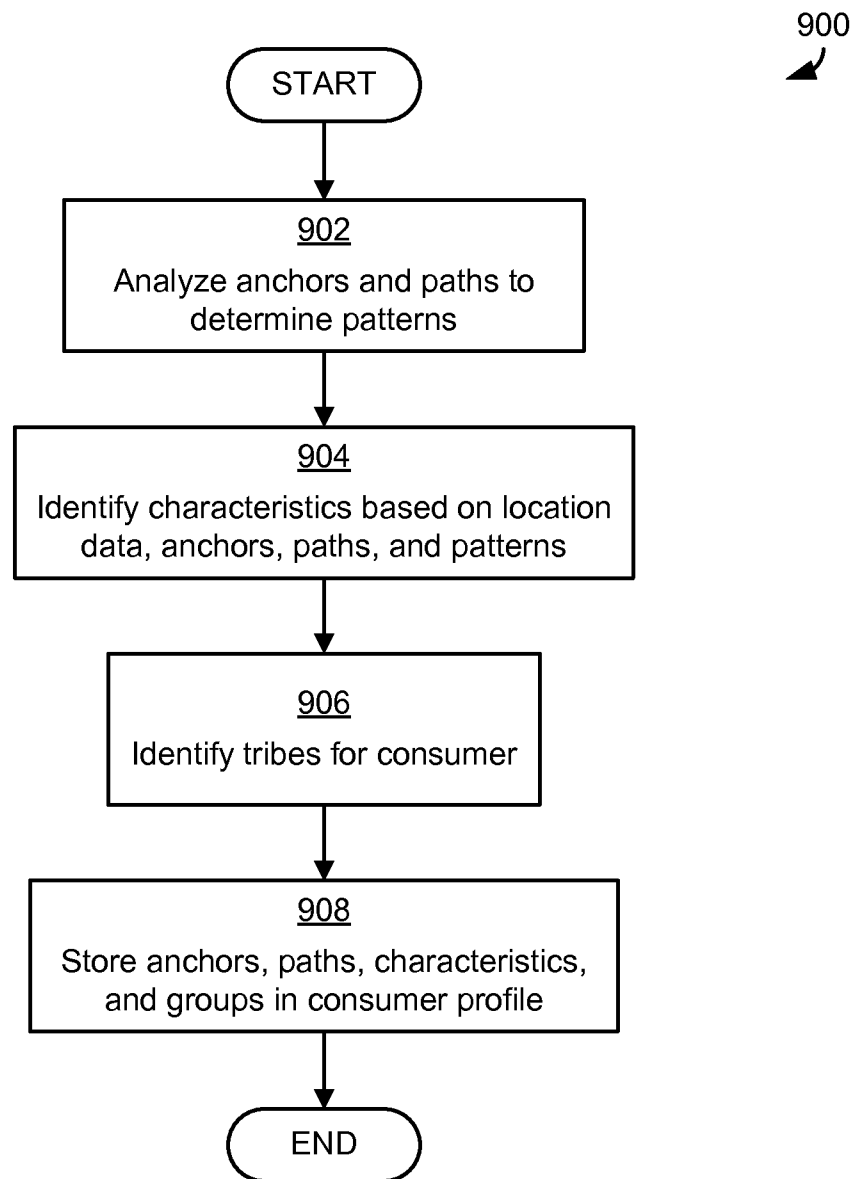 900
START
902
Analyze anchors and paths to
determine patterns
904
Identify characteristics based on location
data, anchors, paths, and patterns
906
Identify tribes for consumer
908
Store anchors, paths, characteristics,
and groups in consumer profile
END